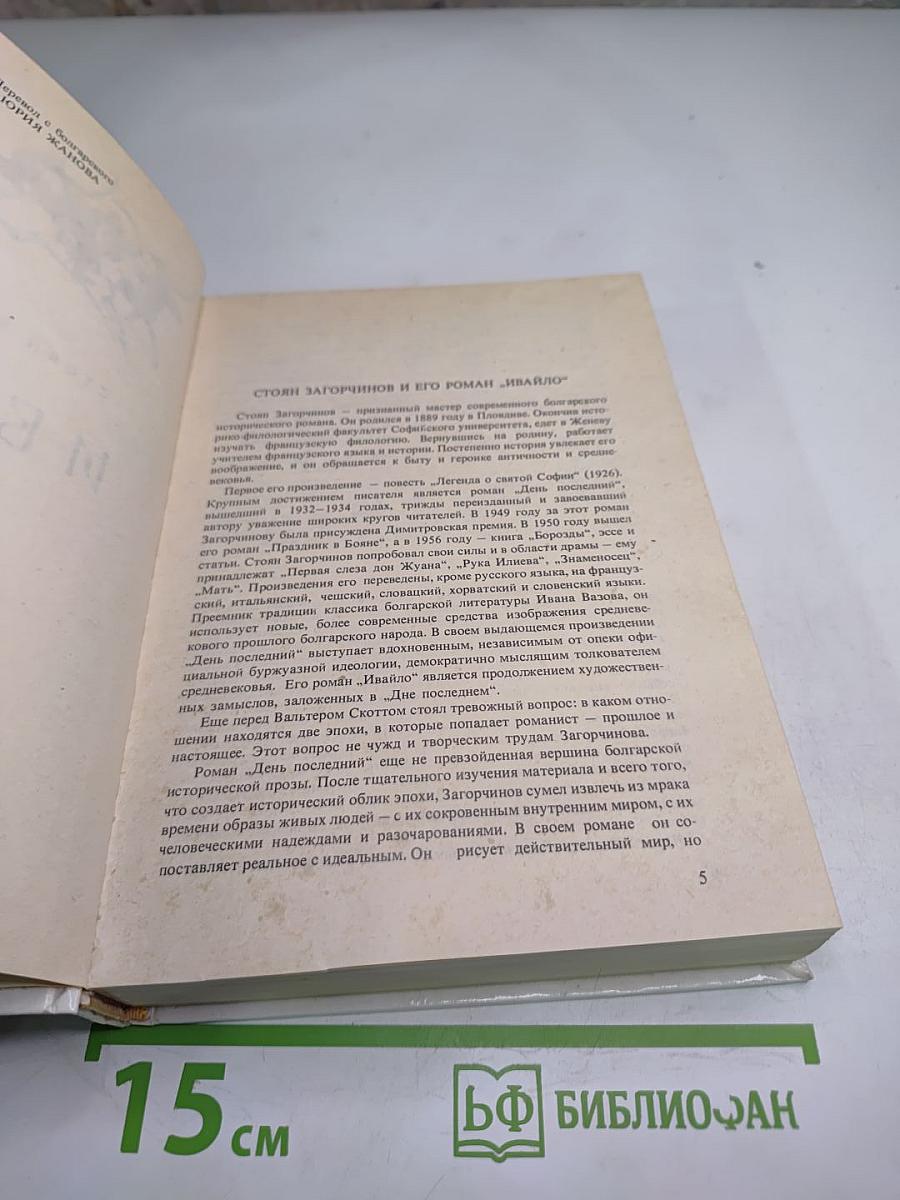 Перевод с болгарского
ЮРИЯ ЖАНОВА
СТОЯН ЗАГОРЧИНОВ И ЕГО РОМАН „ИВАЙЛО“
Стоян Загорчинов — признанный мастер современного болгарского
исторического романа. Он родился в 1889 году в Пловдиве. Окончив исто-
рико-филологический факультет Софийского университета, едет в Женеву
изучать французскую филологию. Вернувшись на родину, работает
учителем французского языка и истории. Постепенно история увлекает его
воображение, и он обращается к быту и героике античности и средне-
вековья.
Первое его произведение — повесть „Легенда о святой Софии“ (1926).
Крупным достижением писателя является роман „День последний“,
вышедший в 1932—1934 годах, трижды переизданный и завоевавший
автору уважение широких кругов читателей. В 1949 году за этот роман
Загорчинову была присуждена Димитровская премия. В 1950 году вышел
его роман „Праздник в Бояне“, а в 1956 году — книга „Борозды“, эссе и
статьи. Стоян Загорчинов попробовал свои силы и в области драмы — ему
принадлежат „Первая слеза дон Жуана“, „Рука Илиева“, „Знаменосец“,
„Мать“. Произведения его переведены, кроме русского языка, на француз-
ский, итальянский, чешский, словацкий, хорватский и словенский языки.
Преемник традиции классика болгарской литературы Ивана Вазова, он
использует новые, более современные средства изображения средневе-
кового прошлого болгарского народа. В своем выдающемся произведении
„День последний“ выступает вдохновенным, независимым от опеки офи-
циальной буржуазной идеологии, демократично мыслящим толкователем
средневековья. Его роман „Ивайло“ является продолжением художествен-
ных замыслов, заложенных в „Дне последнем“.
Еще перед Вальтером Скоттом стоял тревожный вопрос: в каком отно-
шении находятся две эпохи, в которые попадает романист — прошлое и
настоящее. Этот вопрос не чужд и творческим трудам Загорчинова.
Роман „День последний“ еще не превзойденная вершина болгарской
исторической прозы. После тщательного изучения материала и всего того,
что создает исторический облик эпохи, Загорчинов сумел извлечь из мрака
времени образы живых людей — с их сокровенным внутренним миром, с их
человеческими надеждами и разочарованиями. В своем романе он со-
поставляет реальное с идеальным. Он рисует действительный мир, но
5
15 см
БФ БИБЛИОФАН